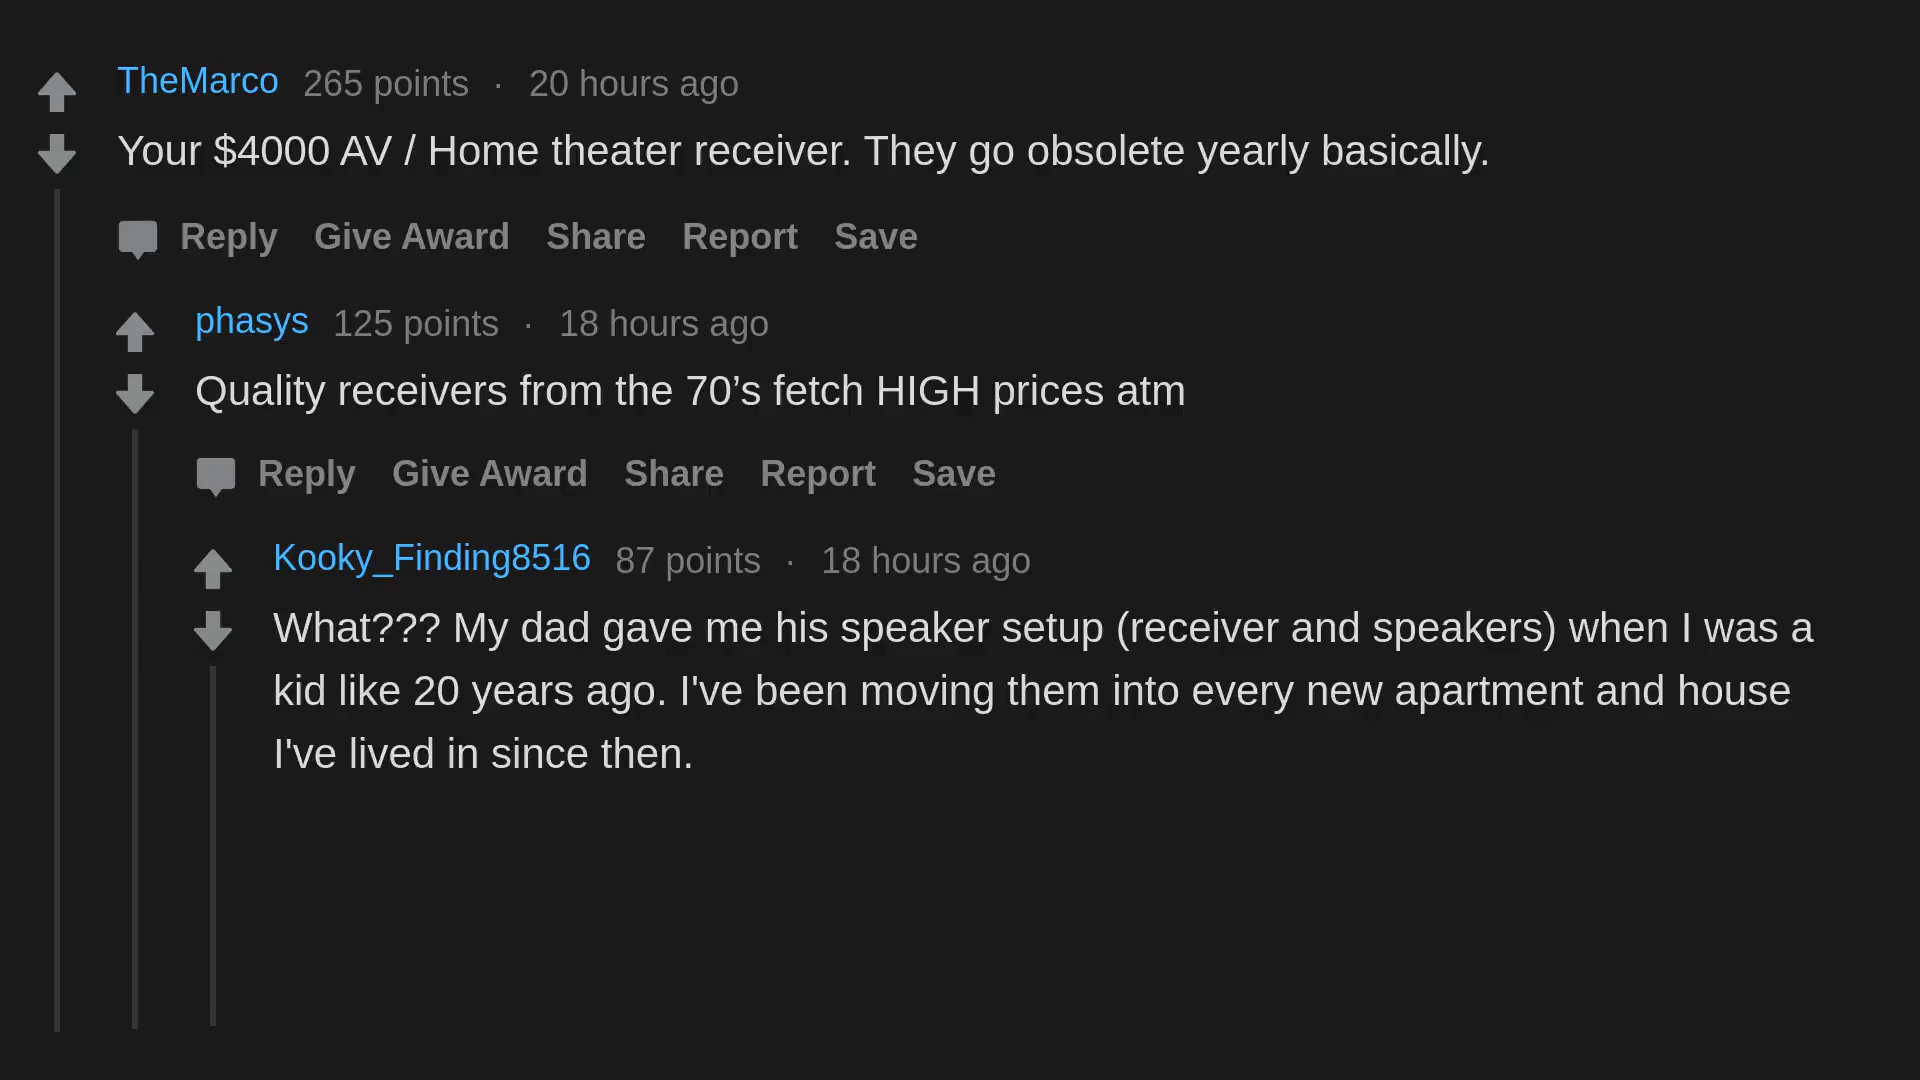 TheMarco 265 points · 20 hours ago
Your $4000 AV / Home theater receiver. They go obsolete yearly basically.
Reply Give Award Share Report Save
phasys 125 points · 18 hours ago
Quality receivers from the 70’s fetch HIGH prices atm
Reply Give Award Share Report Save
Kooky_Finding8516 87 points · 18 hours ago
What??? My dad gave me his speaker setup (receiver and speakers) when I was a
kid like 20 years ago. I've been moving them into every new apartment and house
I've lived in since then.